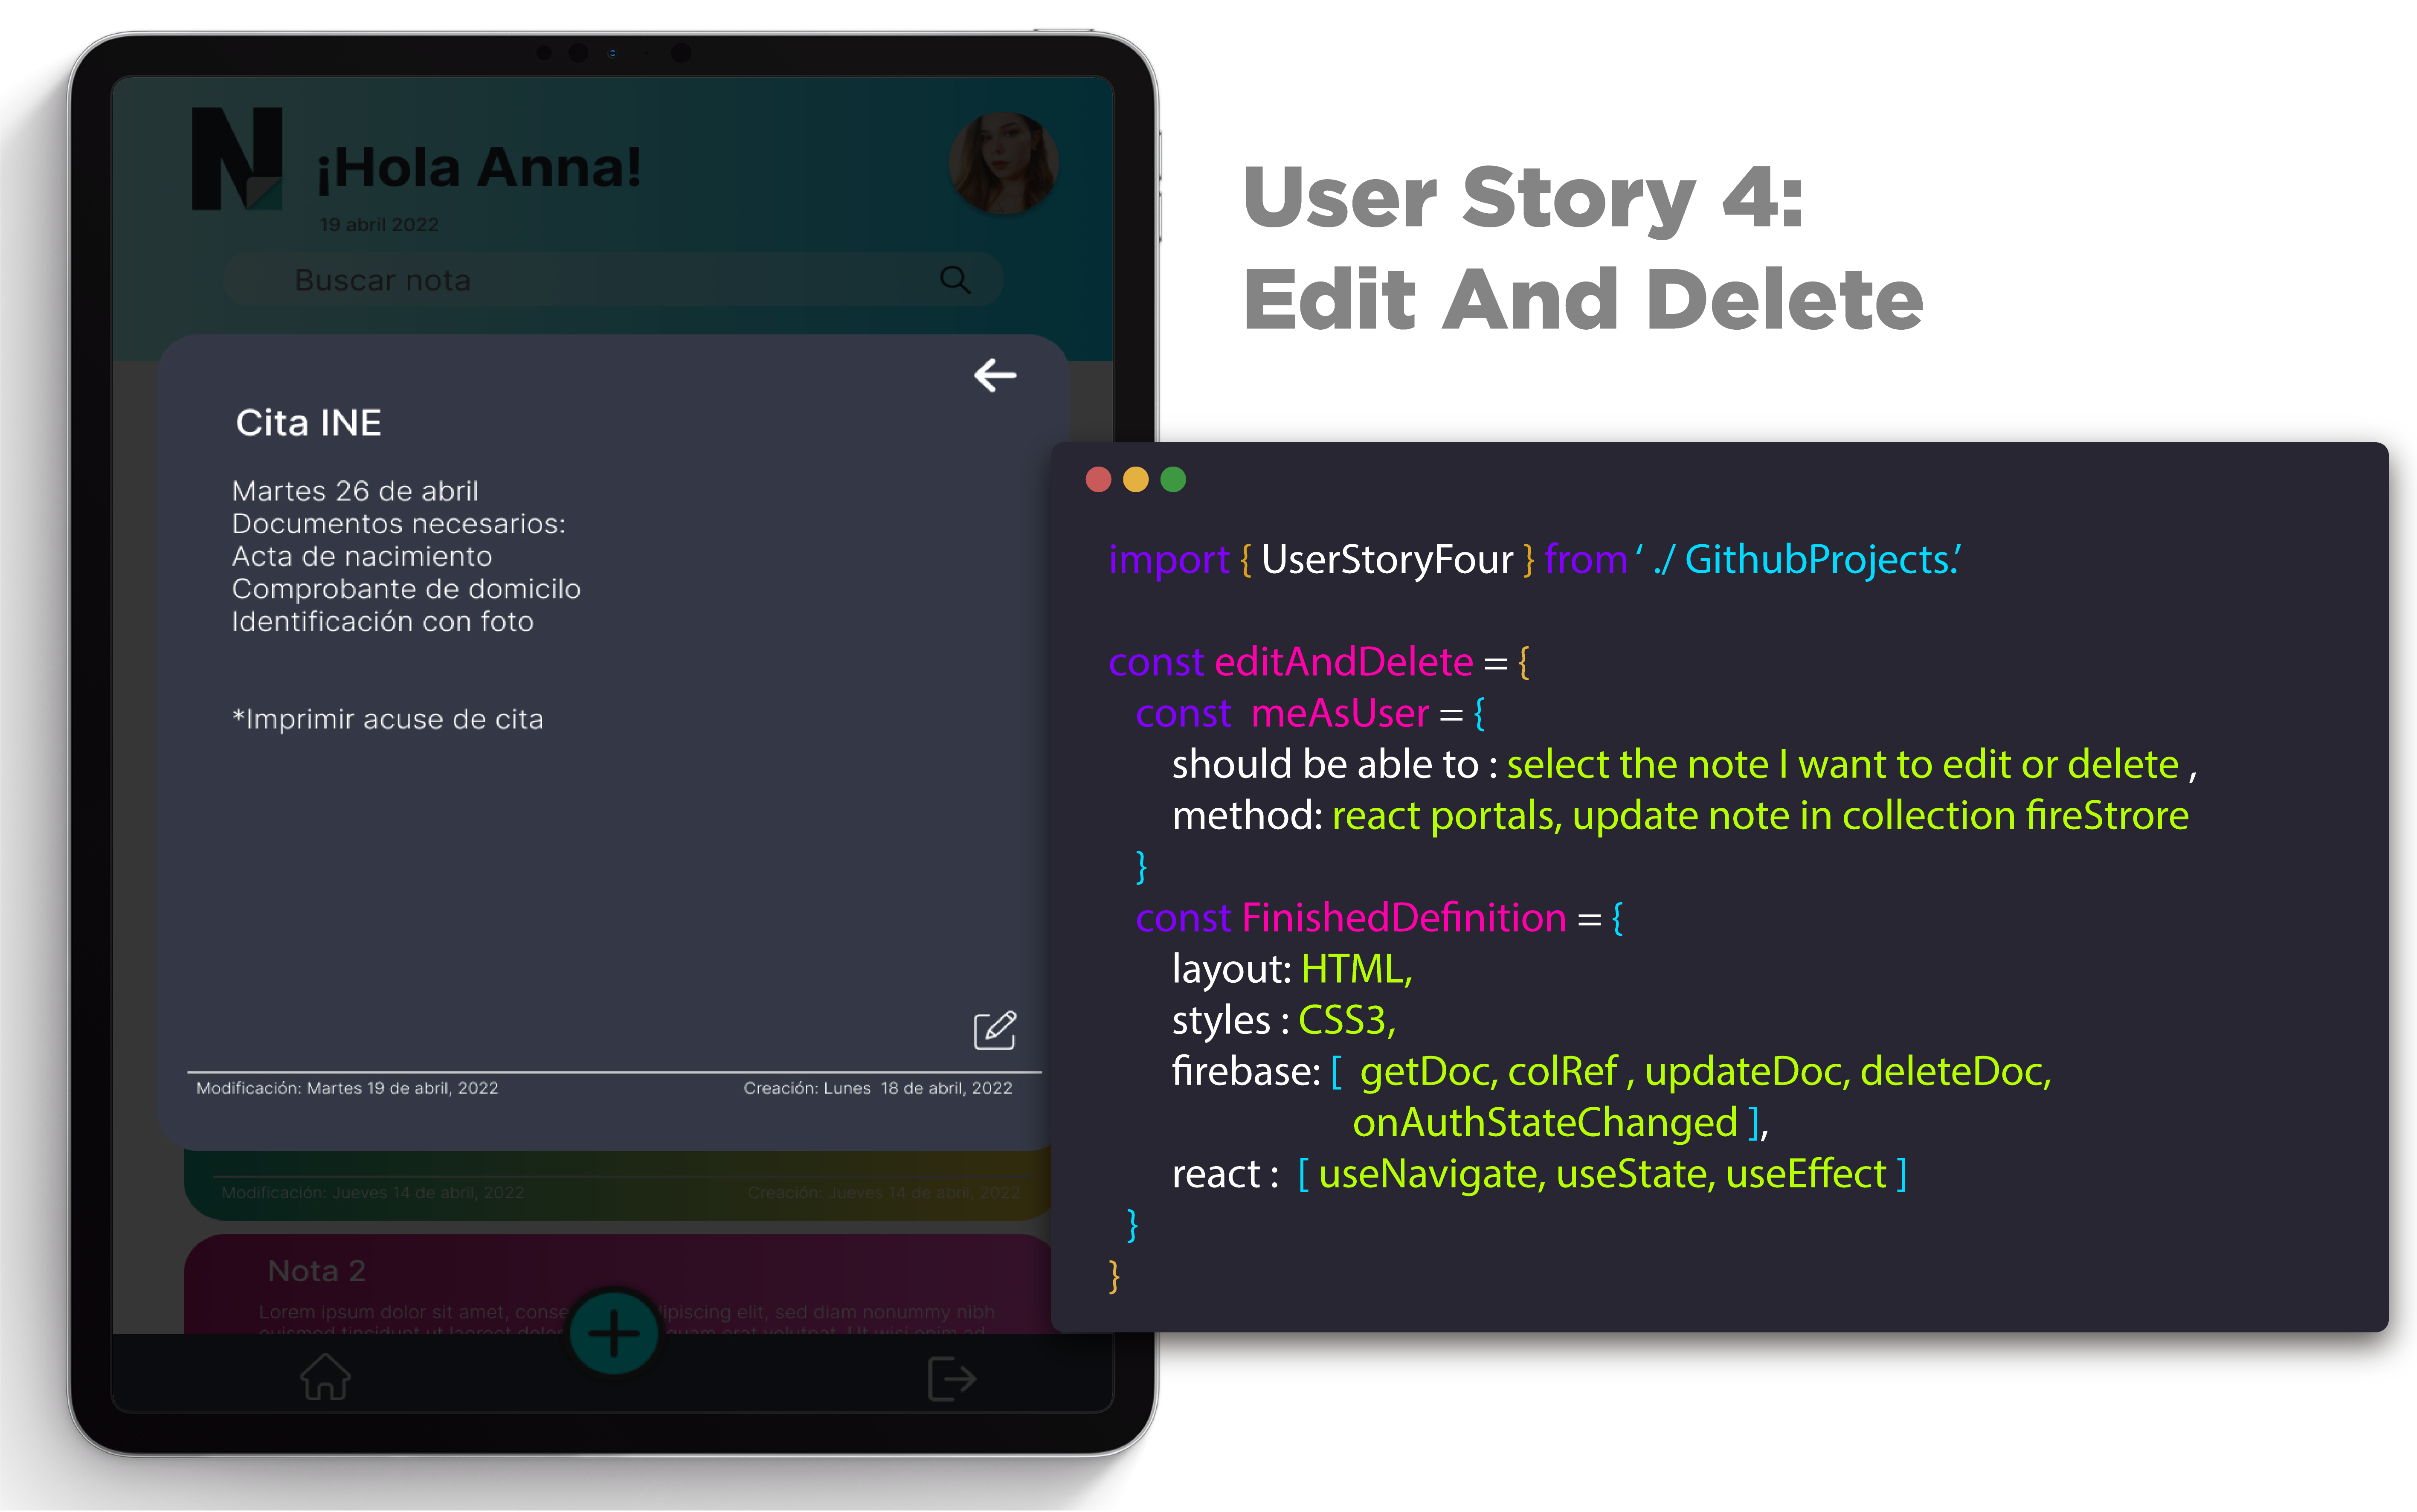 N
¡Hola Anna!
19 abril 2022
Buscar nota
Cita INE
Martes 26 de abril
Documentos necesarios:
Acta de nacimiento
Comprobante de domicilo
Identificación con foto
*Imprimir acuse de cita
Modificación: Martes 19 de abril, 2022
Creación: Lunes 18 de abril, 2022
Modificación: Jueves 14 de abril, 2022
Creación: Jueves 14 de abril, 2022
Nota 2
Lorem ipsum dolor sit amet, conse ipiscing elit, sed diam nonummy nibh
User Story 4:
Edit And Delete
import { UserStoryFour } from ‘ ./ GithubProjects.’
const editAndDelete = {
const meAsUser = {
should be able to : select the note I want to edit or delete ,
method: react portals, update note in collection fireStrore
}
const FinishedDefinition = {
layout: HTML,
styles : CSS3,
firebase: [ getDoc, colRef , updateDoc, deleteDoc,
onAuthStateChanged ],
react : [ useNavigate, useState, useEffect ]
}
}